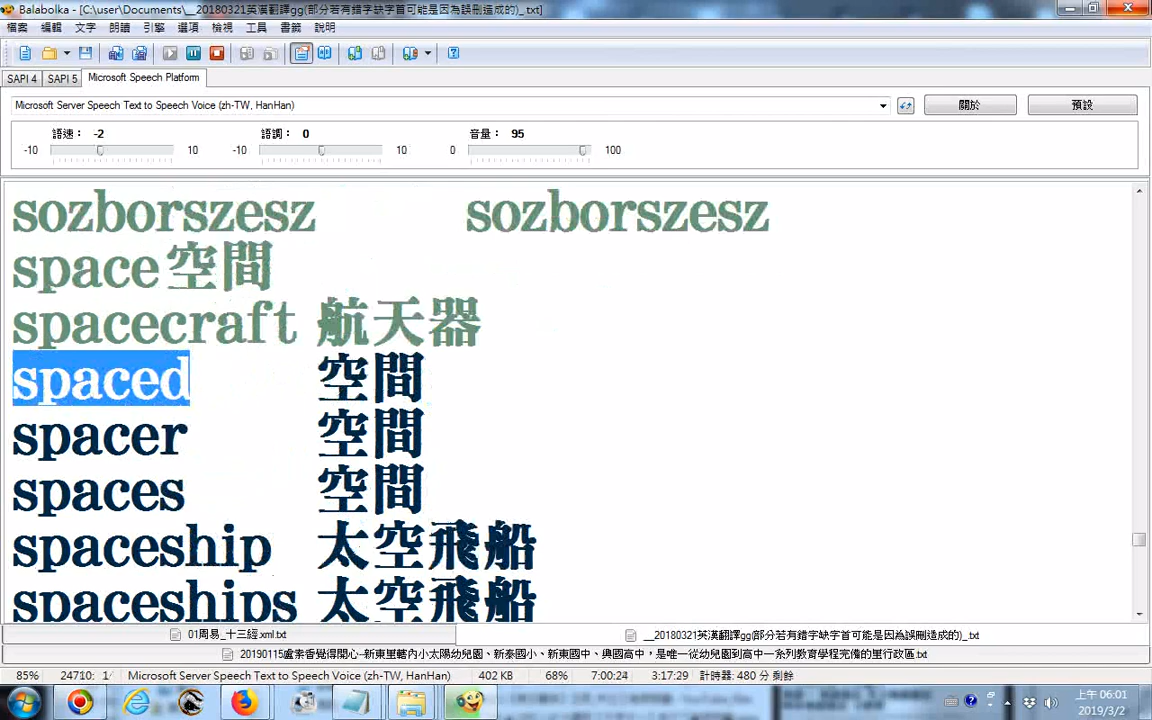 Balabolka - [C:\user\Documents\__20180321英漢翻譯gg(部分若有錯字缺字首可能是因為誤刪造成的)_.txt]
檔案 編輯 文字 朗讀 引擎 選項 檢視 工具 書籤 說明
SAPI 4 SAPI 5 Microsoft Speech Platform
Microsoft Server Speech Text to Speech Voice (zh-TW, HanHan) 關於 預設
語速： -2 語調： 0 音量： 95
-10 10 -10 10 0 100
sozborszesz sozborszesz
space空間
spacecraft 航天器
spaced 空間
spacer 空間
spaces 空間
spaceship 太空飛船
spaceships 太空飛船
01周易_十三經.xml.txt __20180321英漢翻譯gg(部分若有錯字缺字首可能是因為誤刪造成的)_.txt
20190115盧素香覺得開心--新東里轄內小太陽幼兒園、新泰國小、新東國中、興國高中，是唯一從幼兒園到高中一系列教育學程完備的里行政區.txt
85% 24710: 1 Microsoft Server Speech Text to Speech Voice (zh-TW, HanHan) 402 KB 68% 7:00:24 3:17:29 計時器: 480 分 剩餘
上午 06:01
2019/3/2